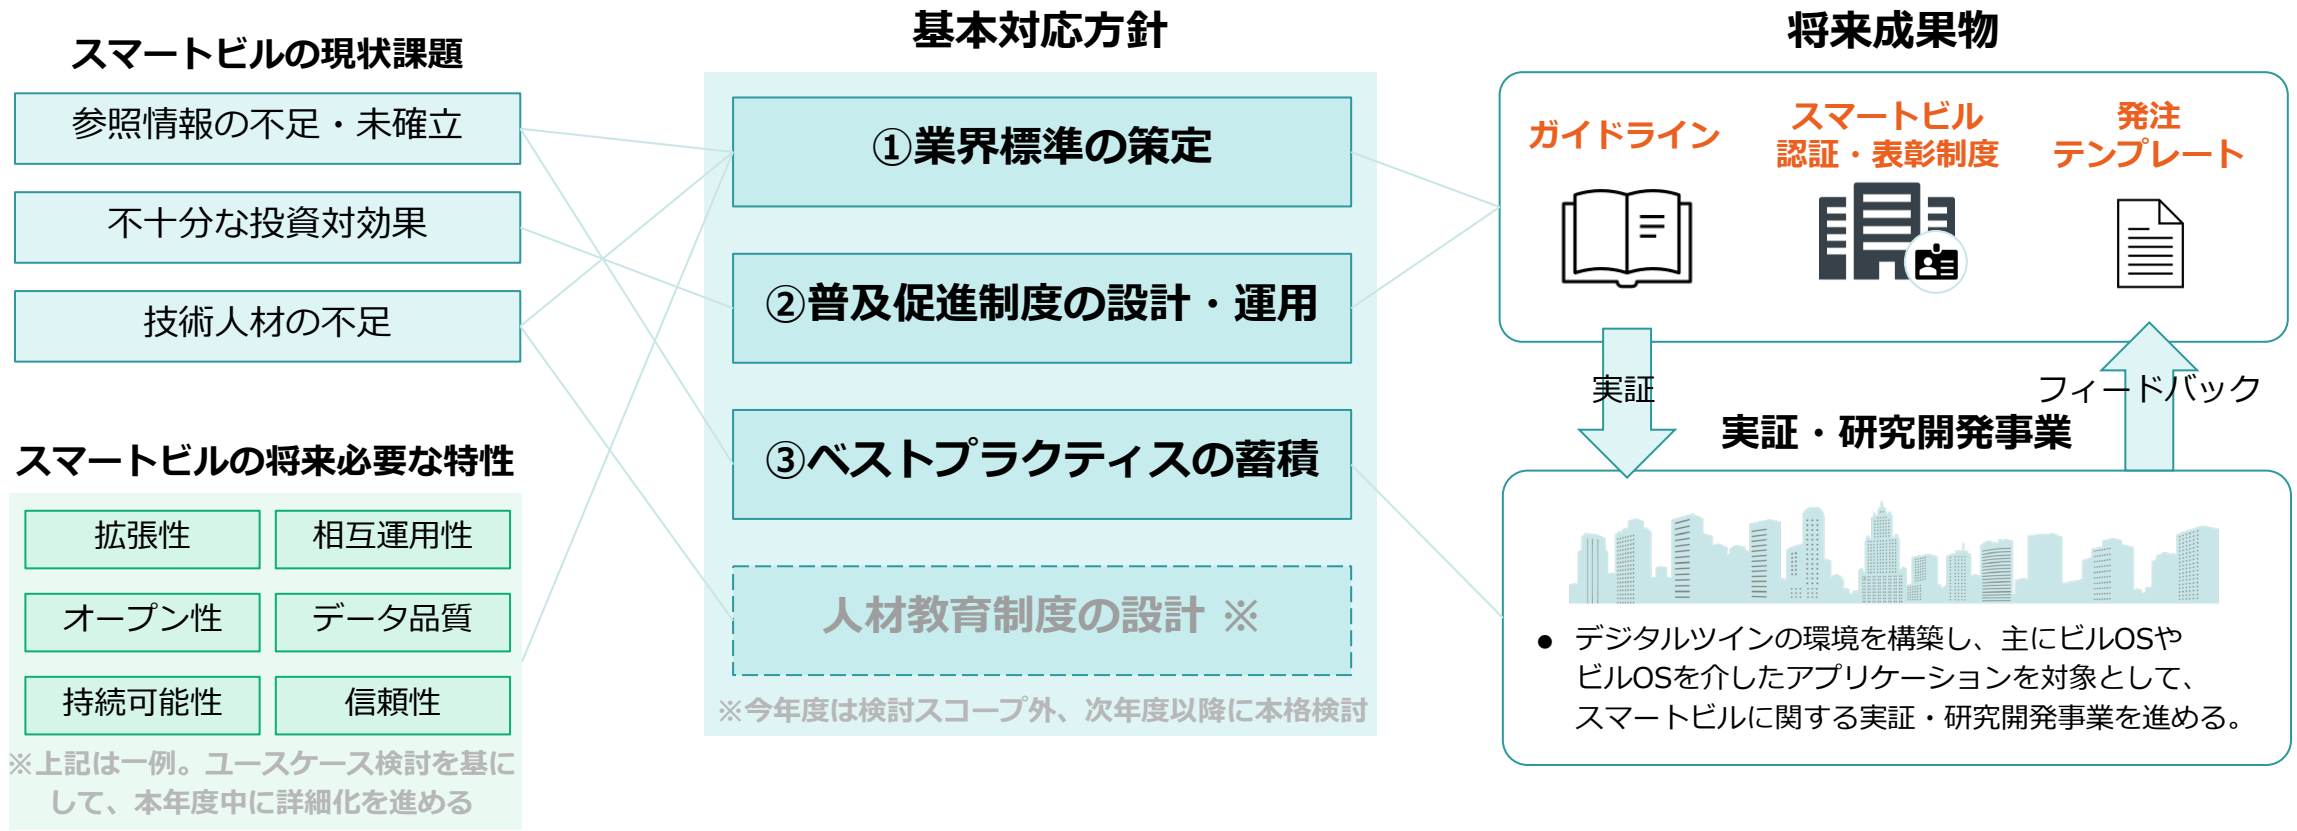 スマートビルの現状課題
参照情報の不足・未確立
不十分な投資対効果
技術人材の不足
スマートビルの将来必要な特性
拡張性
相互運用性
オープン性
データ品質
持続可能性
信頼性
※上記は一例。ユースケース検討を基に
して、本年度中に詳細化を進める
基本対応方針
①業界標準の策定
②普及促進制度の設計・運用
③ベストプラクティスの蓄積
人材教育制度の設計 ※
※今年度は検討スコープ外、次年度以降に本格検討
将来成果物
ガイドライン
スマートビル
認証・表彰制度
発注
テンプレート
実証
フィードバック
実証・研究開発事業
● デジタルツインの環境を構築し、主にビルOSや
ビルOSを介したアプリケーションを対象として、
スマートビルに関する実証・研究開発事業を進める。